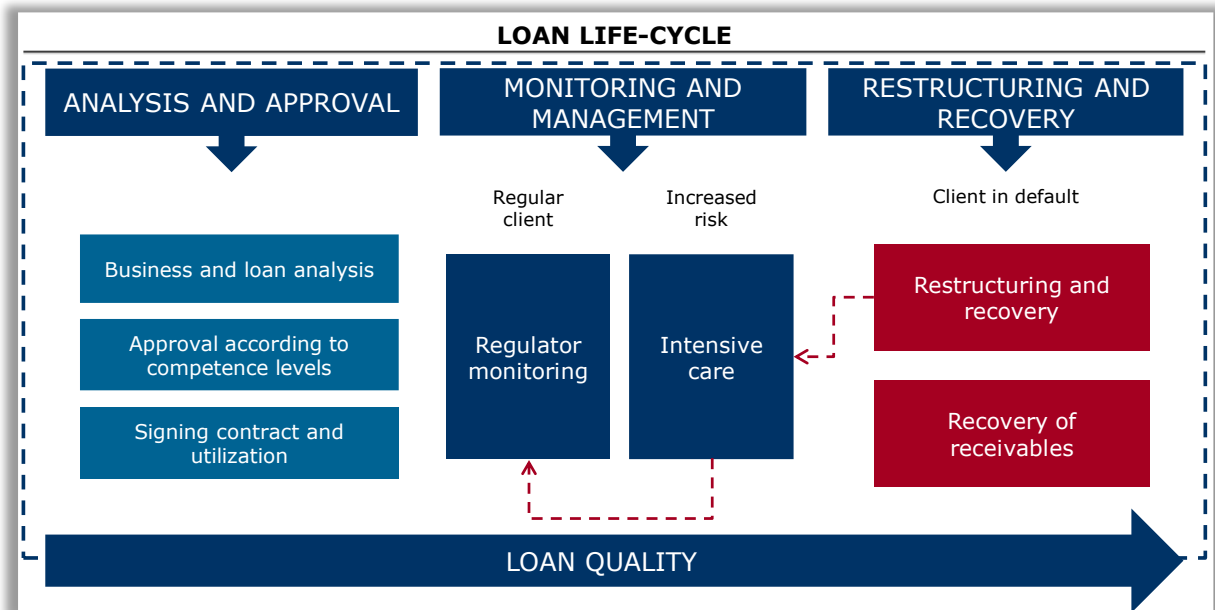 LOAN LIFE-CYCLE
ANALYSIS AND APPROVAL
MONITORING AND
MANAGEMENT
RESTRUCTURING AND
RECOVERY
Regular
client
Increased
risk
Client in default
Business and loan analysis
Approval according to
competence levels
Signing contract and
utilization
Regulator
monitoring
Intensive
care
Restructuring and
recovery
Recovery of
receivables
LOAN QUALITY